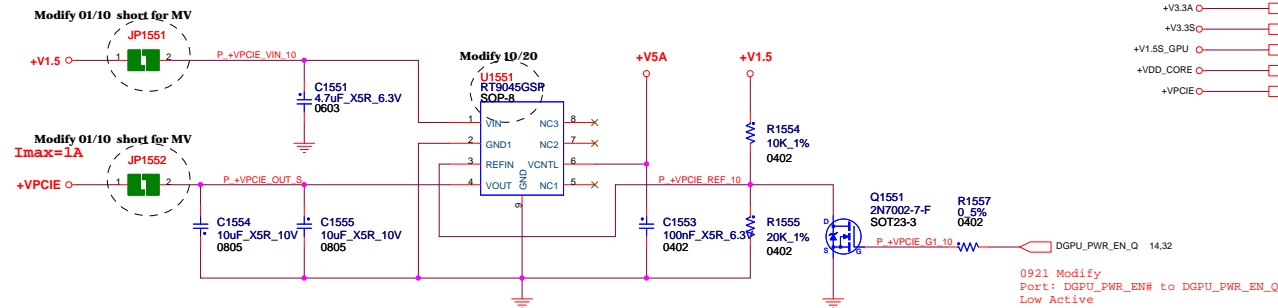 Modify 01/10 short for MV
JP1551
1
2
+V1.5
P_+VPCIE_VIN_10
C1551
4.7uF_X5R_6.3V
0603
Modify 10/20
U1551
RT9045GSP
SOP-8
1 VIN
2 GND1
3 REFIN
4 VOUT
NC3 8
NC2 7
VCNTL 6
NC1 5
GND
9
Modify 01/10 short for MV
Imax=1A
JP1552
1
2
+VPCIE
P_+VPCIE_OUT_S
C1554
10uF_X5R_10V
0805
C1555
10uF_X5R_10V
0805
+V5A
+V1.5
R1554
10K_1%
0402
P_+VPCIE_REF_10
C1553
100nF_X5R_6.3V
0402
R1555
20K_1%
0402
Q1551
2N7002-7-F
SOT23-3
D
S
G
P_+VPCIE_G1_10
R1557
0_5%
0402
DGPU_PWR_EN_Q 14,32
0921 Modify
Port: DGPU_PWR_EN# to DGPU_PWR_EN_Q
Low Active
+V3.3A
+V3.3S
+V1.5S_GPU
+VDD_CORE
+VPCIE